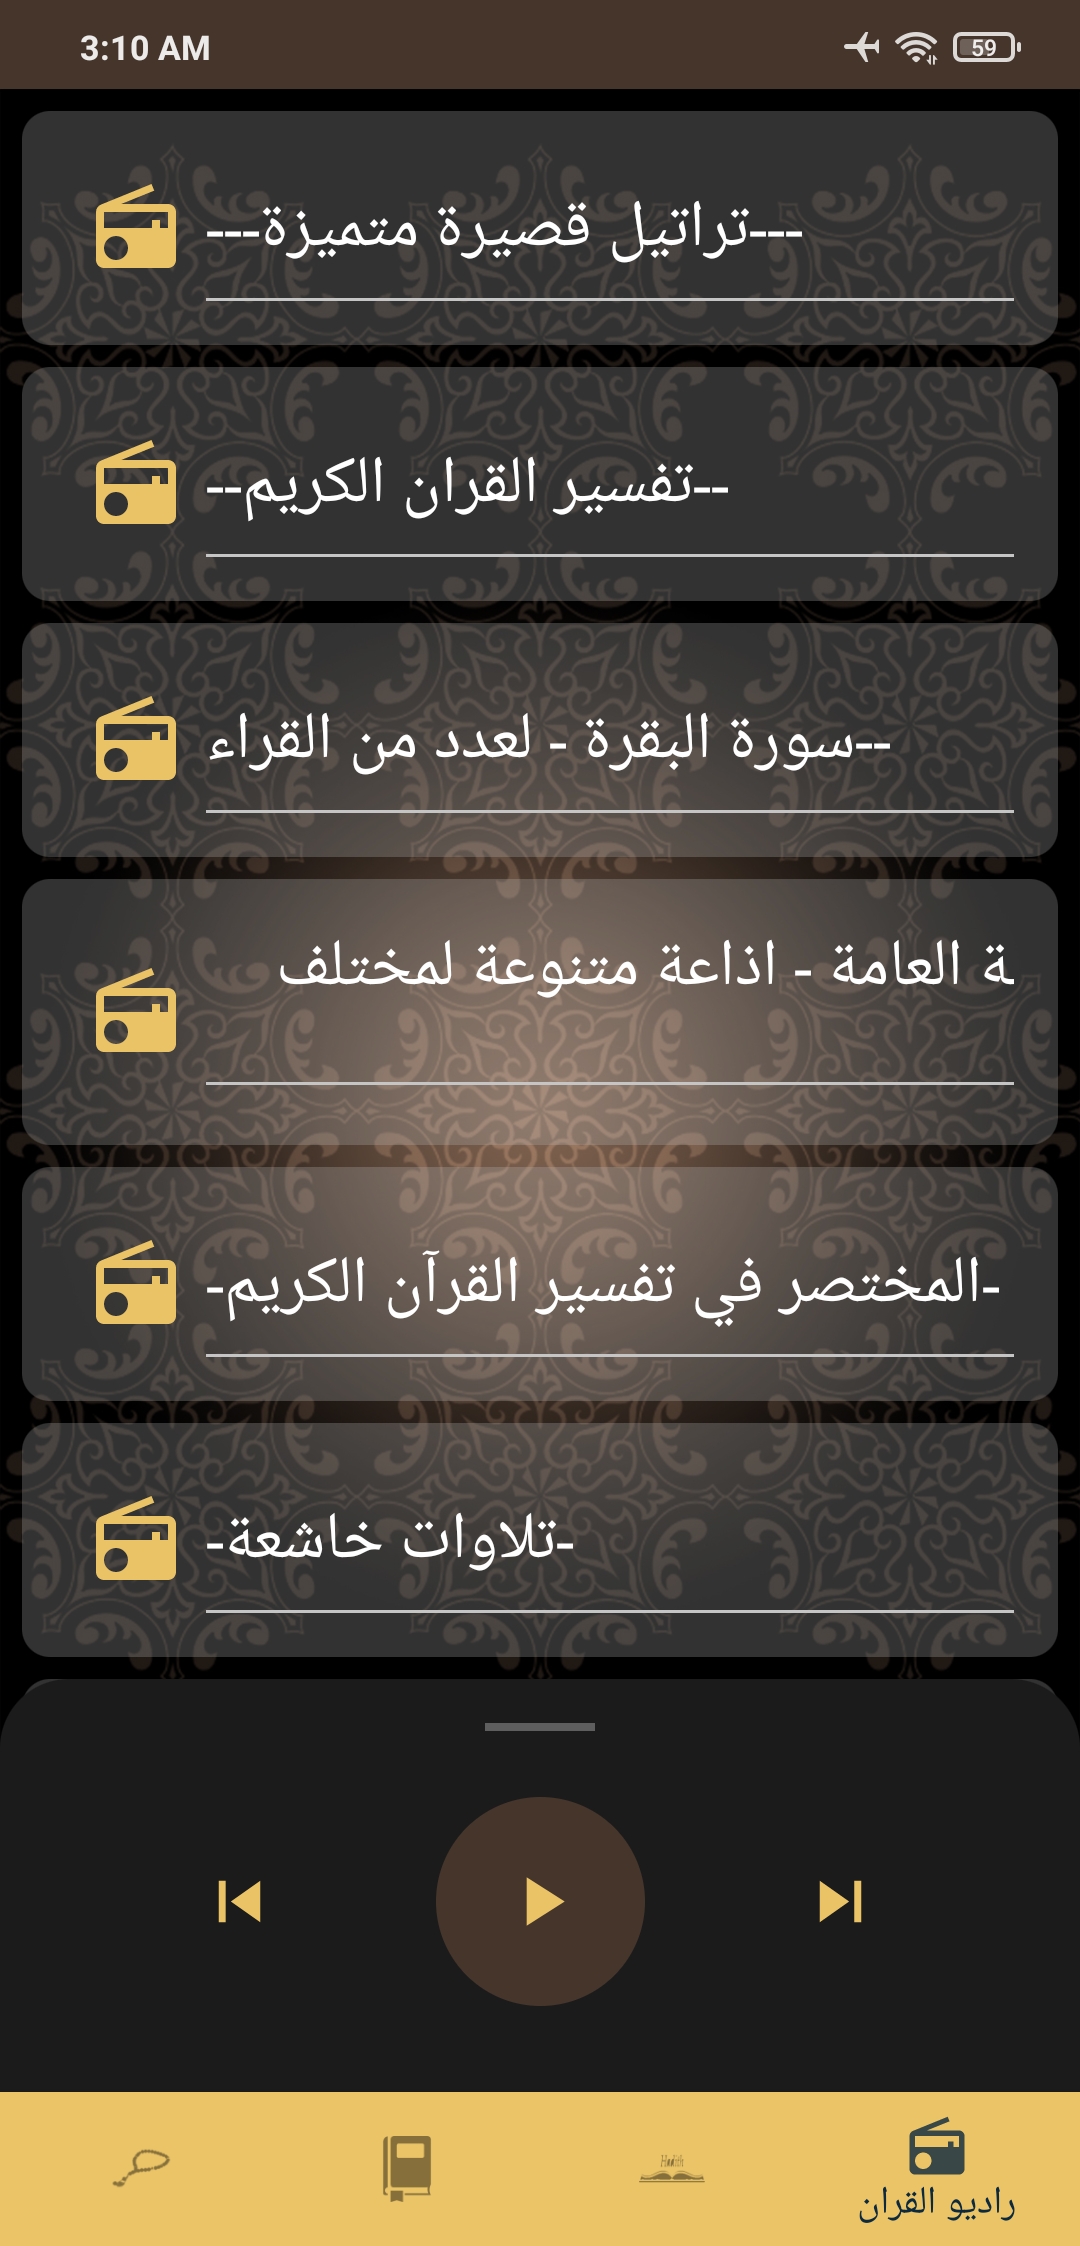 3:10 AM
59
---تراتيل قصيرة متميزة---
--تفسير القران الكريم--
--سورة البقرة - لعدد من القراء
العامة - اذاعة متنوعة لمختلف
-المختصر في تفسير القرآن الكريم-
-تلاوات خاشعة-
Hadith
راديو القران